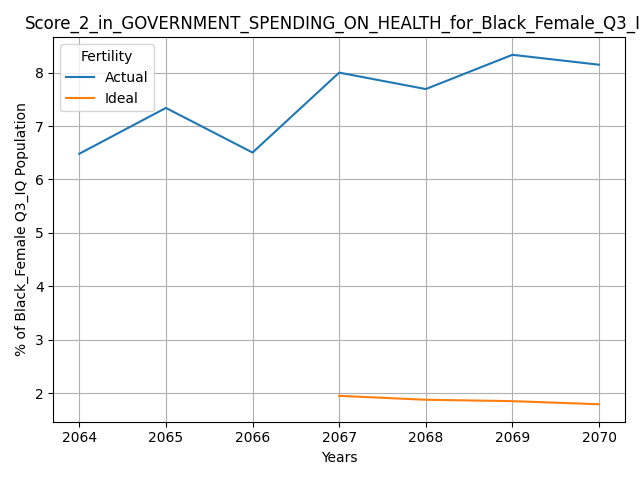 Score_2_in_GOVERNMENT_SPENDING_ON_HEALTH_for_Black_Female_Q3_I
Fertility
Actual
Ideal
% of Black_Female Q3_IQ Population
8
7
6
5
4
3
2
2064 2065 2066 2067 2068 2069 2070
Years